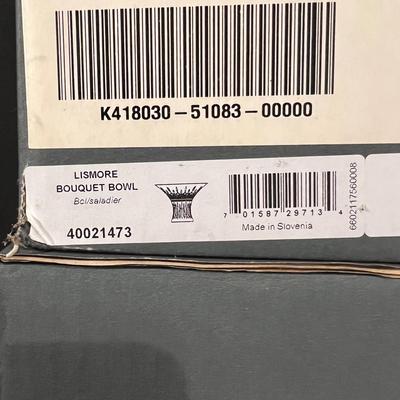 K418030-51083-00000
LISMORE
BOUQUET BOWL
Bol/saladier
40021473
7 01587 29713 4
Made in Slovenia
6602117560008